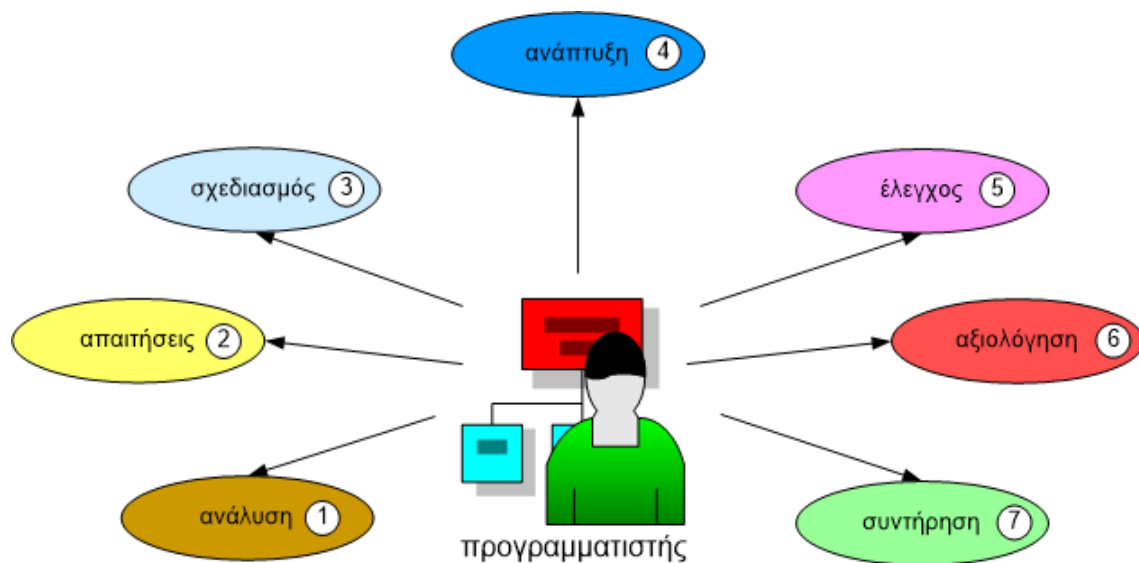 ανάπτυξη 4
σχεδιασμός 3
έλεγχος 5
απαιτήσεις 2
αξιολόγηση 6
ανάλυση 1
συντήρηση 7
προγραμματιστής